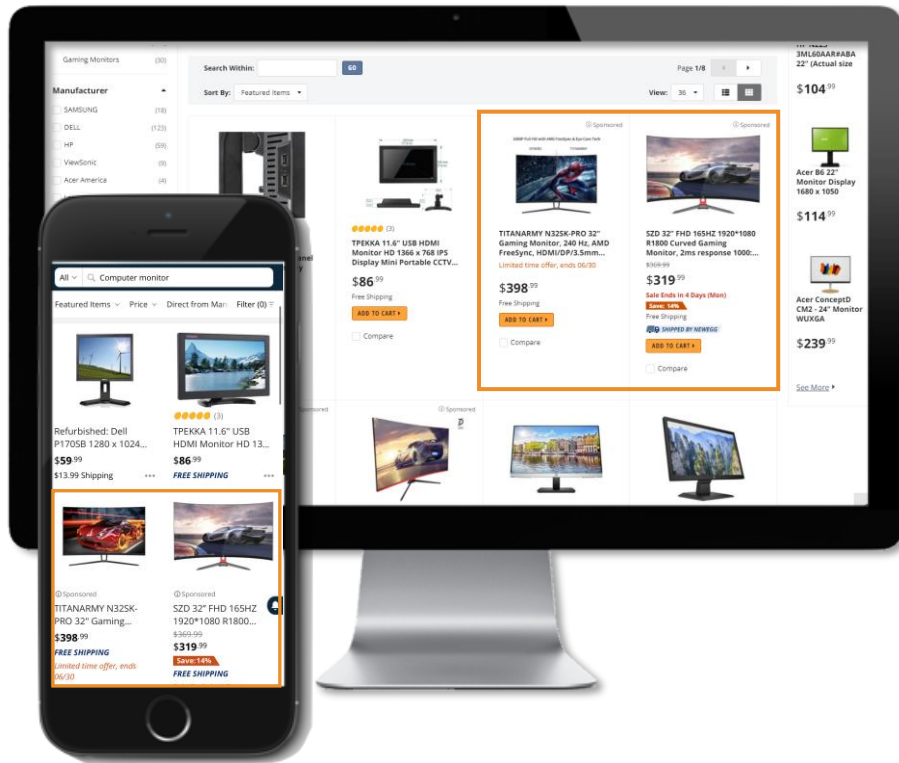 Gaming Monitors (30)
Manufacturer
SAMSUNG (18)
DELL (123)
HP (59)
ViewSonic (9)
Acer America (4)
Search Within:
GO
Page 1/8
Sort By: Featured Items
View: 36
3ML60AAR#ABA
22" (Actual size
$104.99
Acer B6 22"
Monitor Display
1680 x 1050
$114.99
Acer ConceptD
CM2 - 24" Monitor
WUXGA
$239.99
See More
(3)
TPEKKA 11.6" USB HDMI
Monitor HD 1366 x 768 IPS
Display Mini Portable CCTV...
$86.99
Free Shipping
ADD TO CART
Compare
Sponsored
TITANARMY N32SK-PRO 32"
Gaming Monitor, 240 Hz, AMD
FreeSync, HDMI/DP/3.5mm...
Limited time offer, ends 06/30
$398.99
Free Shipping
ADD TO CART
Compare
Sponsored
SZD 32" FHD 165HZ 1920*1080
R1800 Curved Gaming
Monitor, 2ms response 1000:...
$369.99
$319.99
Sale Ends in 4 Days (Mon)
Save: 14%
Free Shipping
SHIPPED BY NEWEGG
ADD TO CART
Compare
Sponsored
Sponsored
All
Computer monitor
Featured Items
Price
Direct from Man
Filter (0)
Refurbished: Dell
P170SB 1280 x 1024...
$59.99
$13.99 Shipping
(3)
TPEKKA 11.6" USB
HDMI Monitor HD 13...
$86.99
FREE SHIPPING
Sponsored
TITANARMY N32SK-
PRO 32" Gaming...
$398.99
FREE SHIPPING
Limited time offer, ends
06/30
Sponsored
SZD 32" FHD 165HZ
1920*1080 R1800...
$369.99
$319.99
Save: 14%
FREE SHIPPING